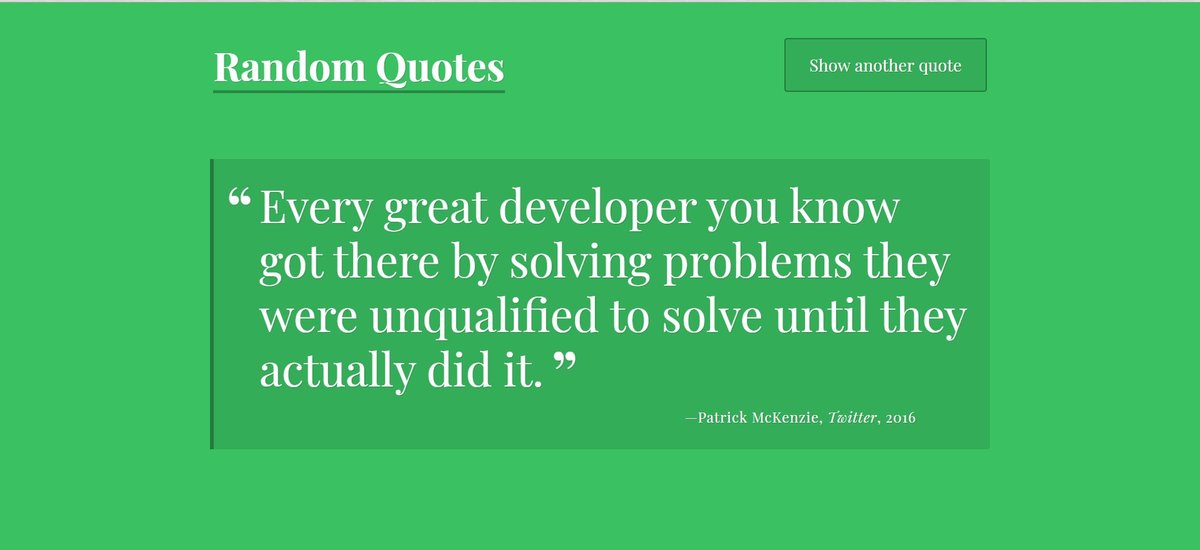 Random Quotes
Show another quote
“Every great developer you know
got there by solving problems they
were unqualified to solve until they
actually did it.”
—Patrick McKenzie, Twitter, 2016